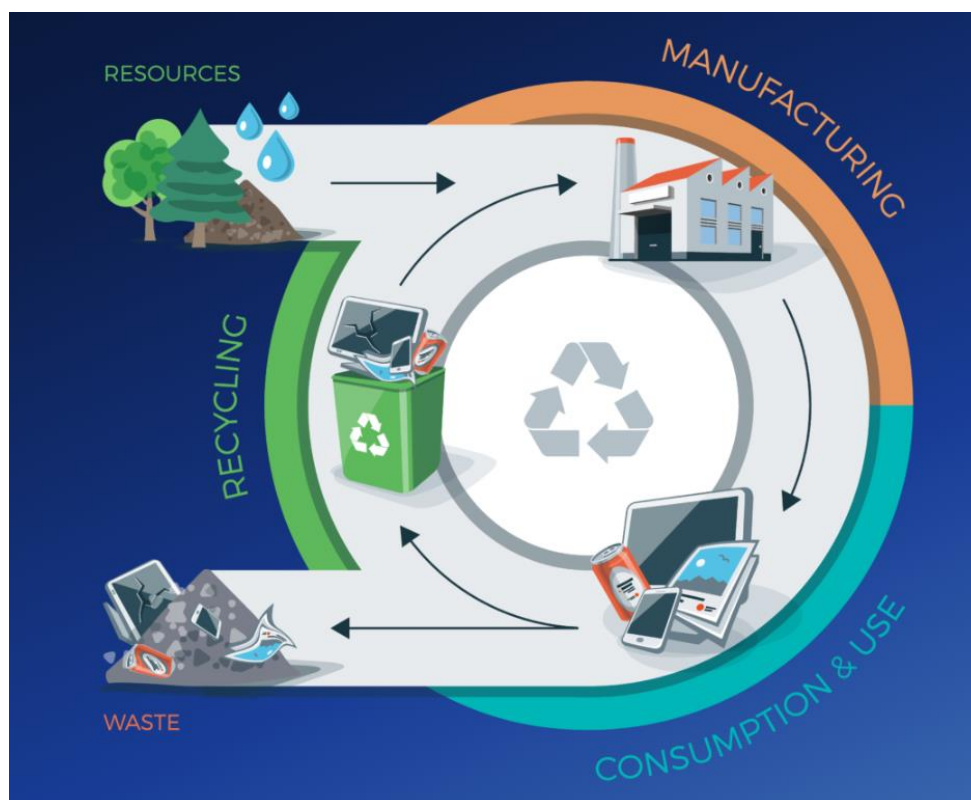 RESOURCES
MANUFACTURING
RECYCLING
WASTE
CONSUMPTION & USE